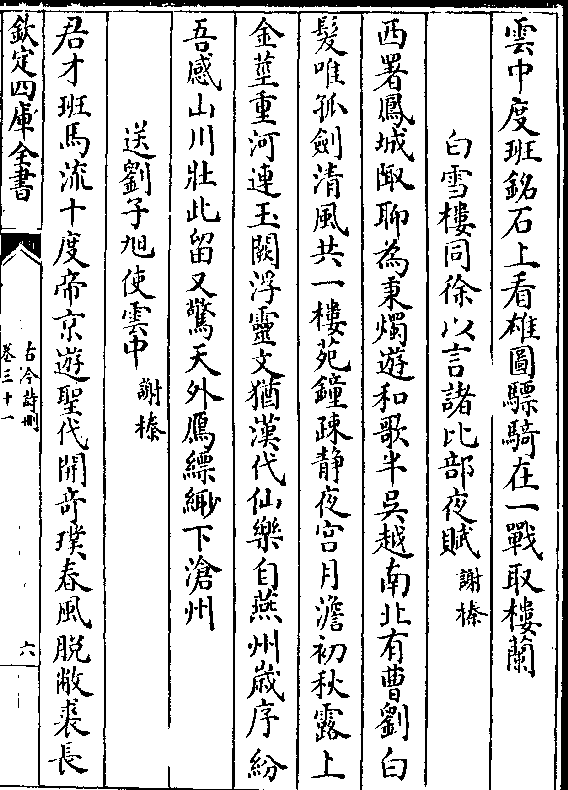 雲中度班銘石上看雄圖驃騎在一戰取樓蘭
白雪樓同徐以言諸比部夜賦 謝榛
西署鳳城陬聊為秉燭遊和歌半吳越南北有曹劉白
髮唯孤劍清風共一樓苑鐘疎静夜宮月澹初秋露上
金莖重河連玉闕浮靈文猶漢代仙樂自燕州歲序紛
吾感山川壯此留又驚天外鴈縹緲下滄州
送劉子旭使雲中 謝榛
君才班馬流十度帝京遊聖代開奇璞春風脫敝裘長
欽定四庫全書
古今詩刪
卷三十一
六